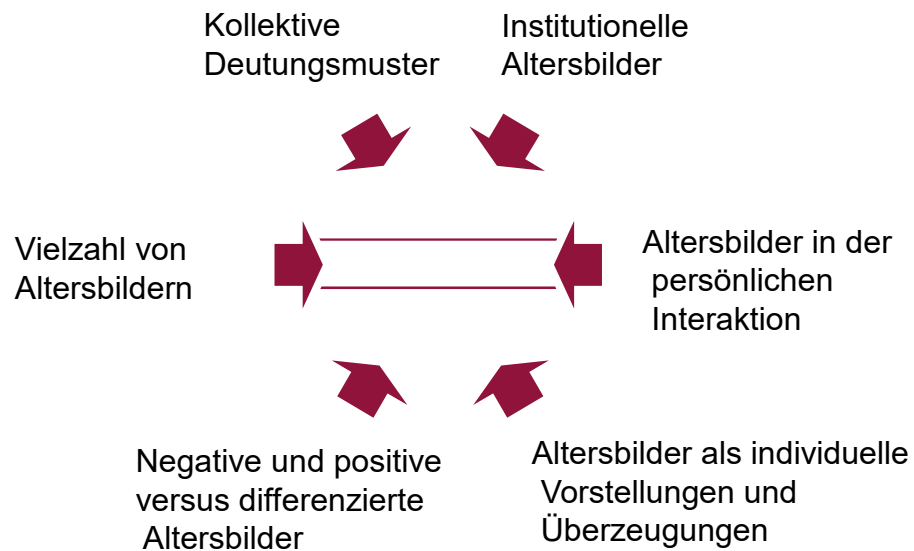 Kollektive
Deutungsmuster
Institutionelle
Altersbilder
Vielzahl von
Altersbildern
Altersbilder in der
persönlichen
Interaktion
Negative und positive
versus differenzierte
Altersbilder
Altersbilder als individuelle
Vorstellungen und
Überzeugungen